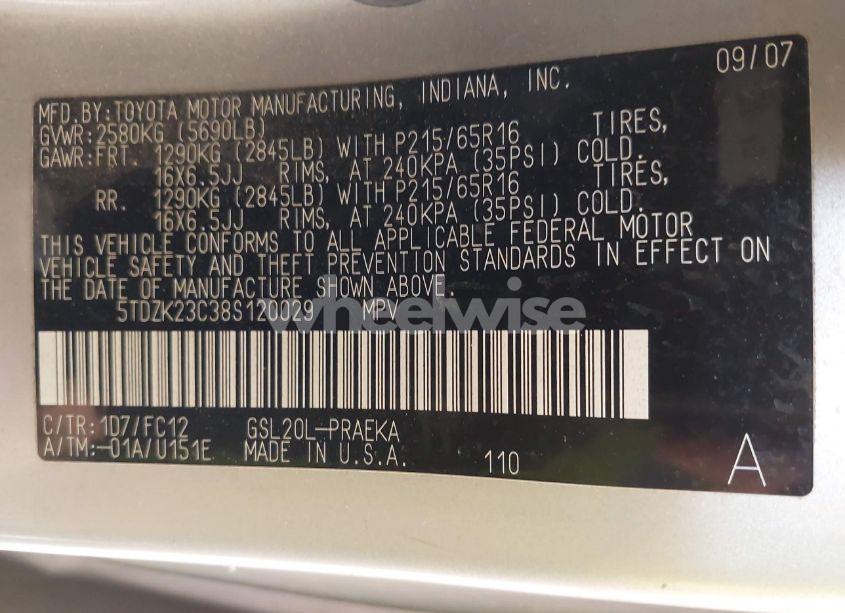 09/07
MFD.BY:TOYOTA MOTOR MANUFACTURING, INDIANA, INC.
GVWR:2580KG (5690LB)
GAWR:FRT. 1290KG (2845LB) WITH P215/65R16 TIRES,
16X6.5JJ RIMS, AT 240KPA (35PSI) COLD.
RR. 1290KG (2845LB) WITH P215/65R16 TIRES,
16X6.5JJ RIMS, AT 240KPA (35PSI) COLD.
THIS VEHICLE CONFORMS TO ALL APPLICABLE FEDERAL MOTOR
VEHICLE SAFETY AND THEFT PREVENTION STANDARDS IN EFFECT ON
THE DATE OF MANUFACTURE SHOWN ABOVE.
5TDZK23C38S120029 MPV
wheelwise
C/TR:1D7/FC12 GSL20L-PRAEKA
A/TM:-01A/U151E MADE IN U.S.A. 110 A